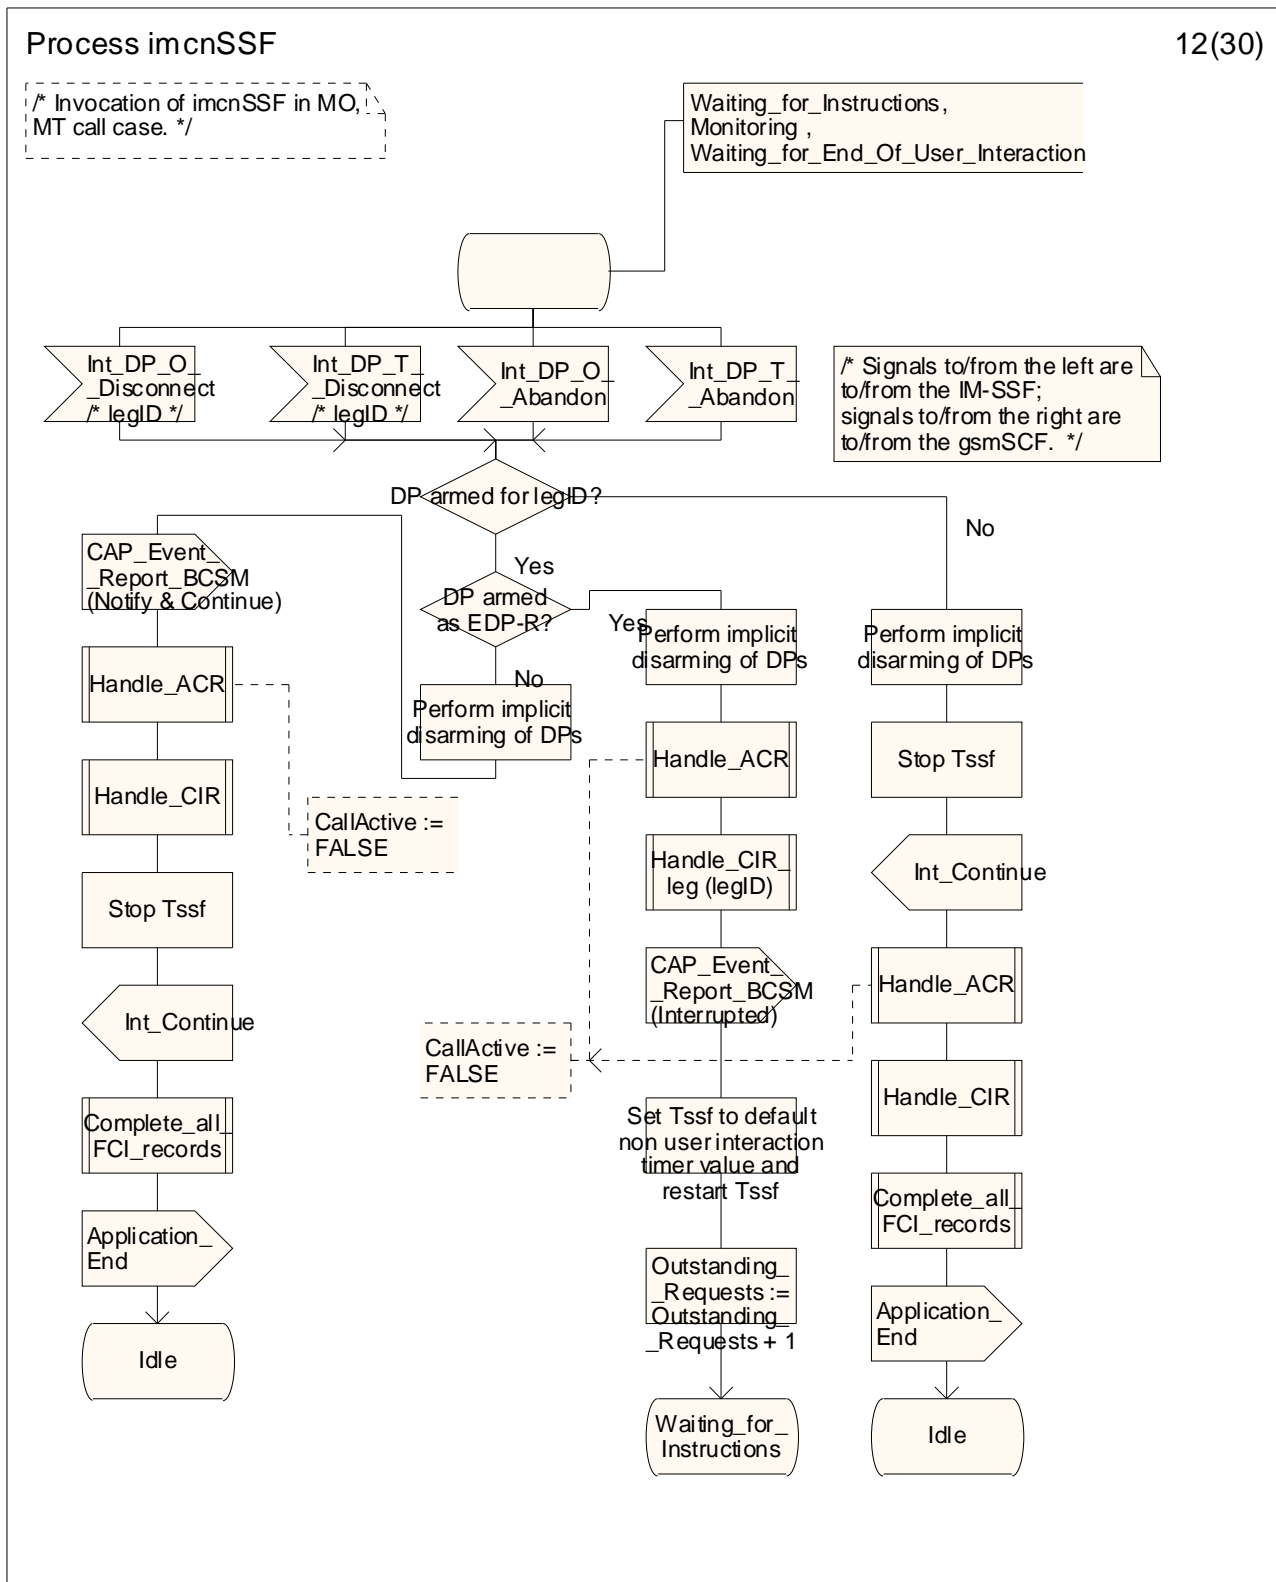 Process imcnSSF
12(30)
/* Invocation of imcnSSF in MO,
MT call case. */
Waiting_for_Instructions,
Monitoring ,
Waiting_for_End_Of_User_Interaction
Int_DP_O_
_Disconnect
/* legID */
Int_DP_T_
_Disconnect
/* legID */
Int_DP_O_
_Abandon
Int_DP_T_
_Abandon
/* Signals to/from the left are
to/from the IM-SSF;
signals to/from the right are
to/from the gsmSCF.  */
DP armed for legID?
No
Yes
CAP_Event_
_Report_BCSM
(Notify & Continue)
DP armed
as EDP-R?
Yes
No
Perform implicit
disarming of DPs
Perform implicit
disarming of DPs
Perform implicit
disarming of DPs
Handle_ACR
Handle_CIR
CallActive :=
FALSE
Stop Tssf
Int_Continue
Complete_all_
FCI_records
Application_
End
Idle
Handle_ACR
Handle_CIR_
leg (legID)
CAP_Event_
_Report_BCSM
(Interrupted)
CallActive :=
FALSE
Set Tssf to default
non user interaction
timer value and
restart Tssf
Outstanding_
_Requests :=
Outstanding_
_Requests + 1
Waiting_for_
Instructions
Stop Tssf
Int_Continue
Handle_ACR
Handle_CIR
Complete_all_
FCI_records
Application_
End
Idle